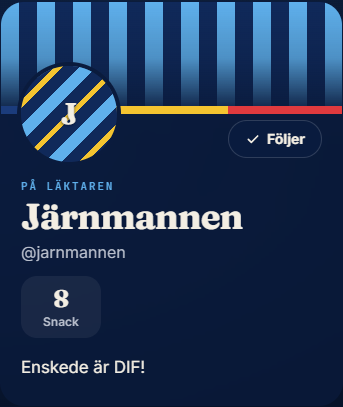 J
Följer
PÅ LÄKTAREN
Järnmannen
@jarnmannen
8
Snack
Enskede är DIF!